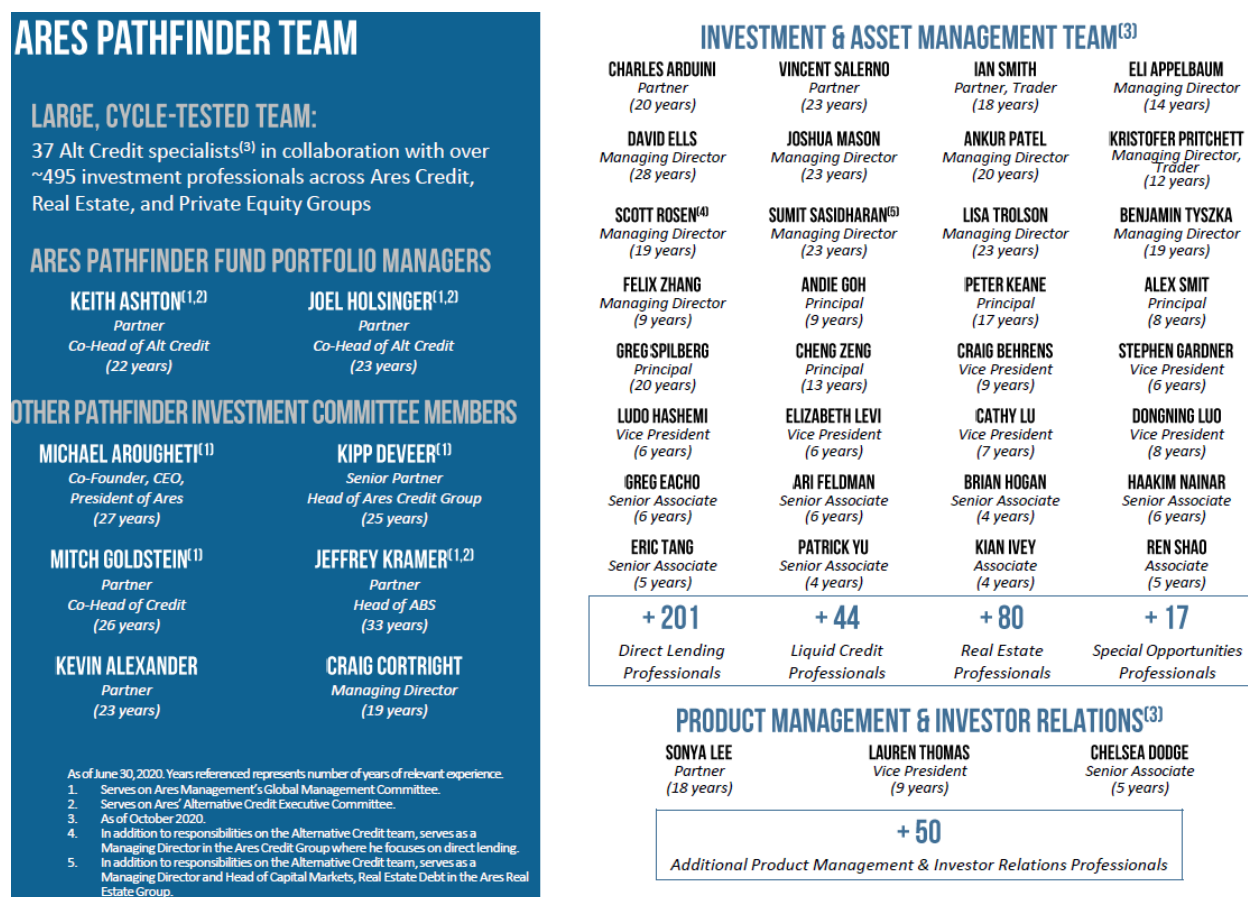 ARES PATHFINDER TEAM
LARGE, CYCLE-TESTED TEAM:
37 Alt Credit specialists(3) in collaboration with over
~495 investment professionals across Ares Credit,
Real Estate, and Private Equity Groups
ARES PATHFINDER FUND PORTFOLIO MANAGERS
KEITH ASHTON(1,2) JOEL HOLSINGER(1,2)
Partner Partner
Co-Head of Alt Credit Co-Head of Alt Credit
(22 years) (23 years)
OTHER PATHFINDER INVESTMENT COMMITTEE MEMBERS
MICHAEL AROUGHETI(1) KIPP DEVEER(1)
Co-Founder, CEO, Senior Partner
President of Ares Head of Ares Credit Group
(27 years) (25 years)
MITCH GOLDSTEIN(1) JEFFREY KRAMER(1,2)
Partner Partner
Co-Head of Credit Head of ABS
(26 years) (33 years)
KEVIN ALEXANDER CRAIG CORTRIGHT
Partner Managing Director
(23 years) (19 years)
As of June 30, 2020. Years referenced represents number of years of relevant experience.
1. Serves on Ares Management's Global Management Committee.
2. Serves on Ares' Alternative Credit Executive Committee.
3. As of October 2020.
4. In addition to responsibilities on the Alternative Credit team, serves as a
Managing Director in the Ares Credit Group where he focuses on direct lending.
5. In addition to responsibilities on the Alternative Credit team, serves as a
Managing Director and Head of Capital Markets, Real Estate Debt in the Ares Real
Estate Group.
INVESTMENT & ASSET MANAGEMENT TEAM(3)
CHARLES ARDUINI VINCENT SALERNO IAN SMITH ELI APPELBAUM
Partner Partner Partner, Trader Managing Director
(20 years) (23 years) (18 years) (14 years)
DAVID ELLS JOSHUA MASON ANKUR PATEL KRISTOFER PRITCHETT
Managing Director Managing Director Managing Director Managing Director,
Trader
(28 years) (23 years) (20 years) (12 years)
SCOTT ROSEN(4) SUMIT SASIDHARAN(5) LISA TROLSON BENJAMIN TYSZKA
Managing Director Managing Director Managing Director Managing Director
(19 years) (23 years) (23 years) (19 years)
FELIX ZHANG ANDIE GOH PETER KEANE ALEX SMIT
Managing Director Principal Principal Principal
(9 years) (9 years) (17 years) (8 years)
GREG SPILBERG CHENG ZENG CRAIG BEHRENS STEPHEN GARDNER
Principal Principal Vice President Vice President
(20 years) (13 years) (9 years) (6 years)
LUDO HASHEMI ELIZABETH LEVI CATHY LU DONGNING LUO
Vice President Vice President Vice President Vice President
(6 years) (6 years) (7 years) (8 years)
GREG EACHO ARI FELDMAN BRIAN HOGAN HAAKIM NAINAR
Senior Associate Senior Associate Senior Associate Senior Associate
(6 years) (6 years) (4 years) (6 years)
ERIC TANG PATRICK YU KIAN IVEY REN SHAO
Senior Associate Senior Associate Associate Associate
(5 years) (4 years) (4 years) (5 years)
+ 201 + 44 + 80 + 17
Direct Lending Liquid Credit Real Estate Special Opportunities
Professionals Professionals Professionals Professionals
PRODUCT MANAGEMENT & INVESTOR RELATIONS(3)
SONYA LEE LAUREN THOMAS CHELSEA DODGE
Partner Vice President Senior Associate
(18 years) (9 years) (5 years)
+ 50
Additional Product Management & Investor Relations Professionals